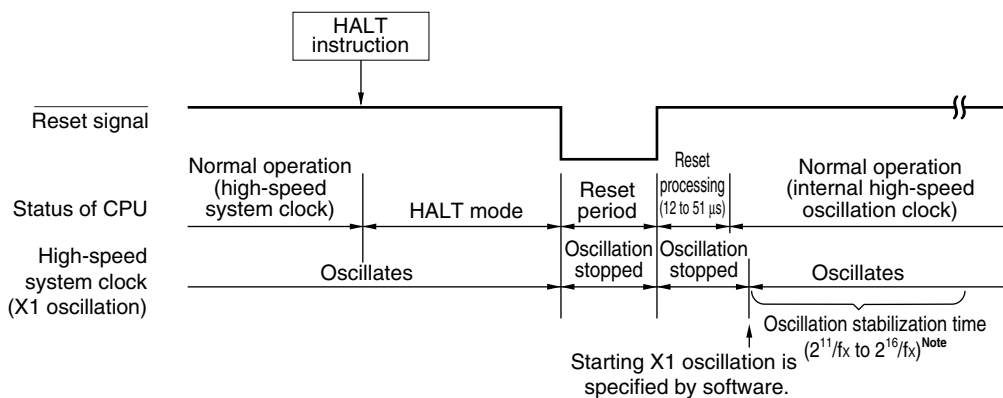 HALT
instruction
Reset signal
Status of CPU
Normal operation
(high-speed
system clock)
HALT mode
Reset
period
Reset
processing
(12 to 51 µs)
Normal operation
(internal high-speed
oscillation clock)
High-speed
system clock
(X1 oscillation)
Oscillates
Oscillation
stopped
Oscillation
stopped
Oscillates
Oscillation stabilization time
(2¹¹/fx to 2¹⁶/fx)Note
Starting X1 oscillation is
specified by software.